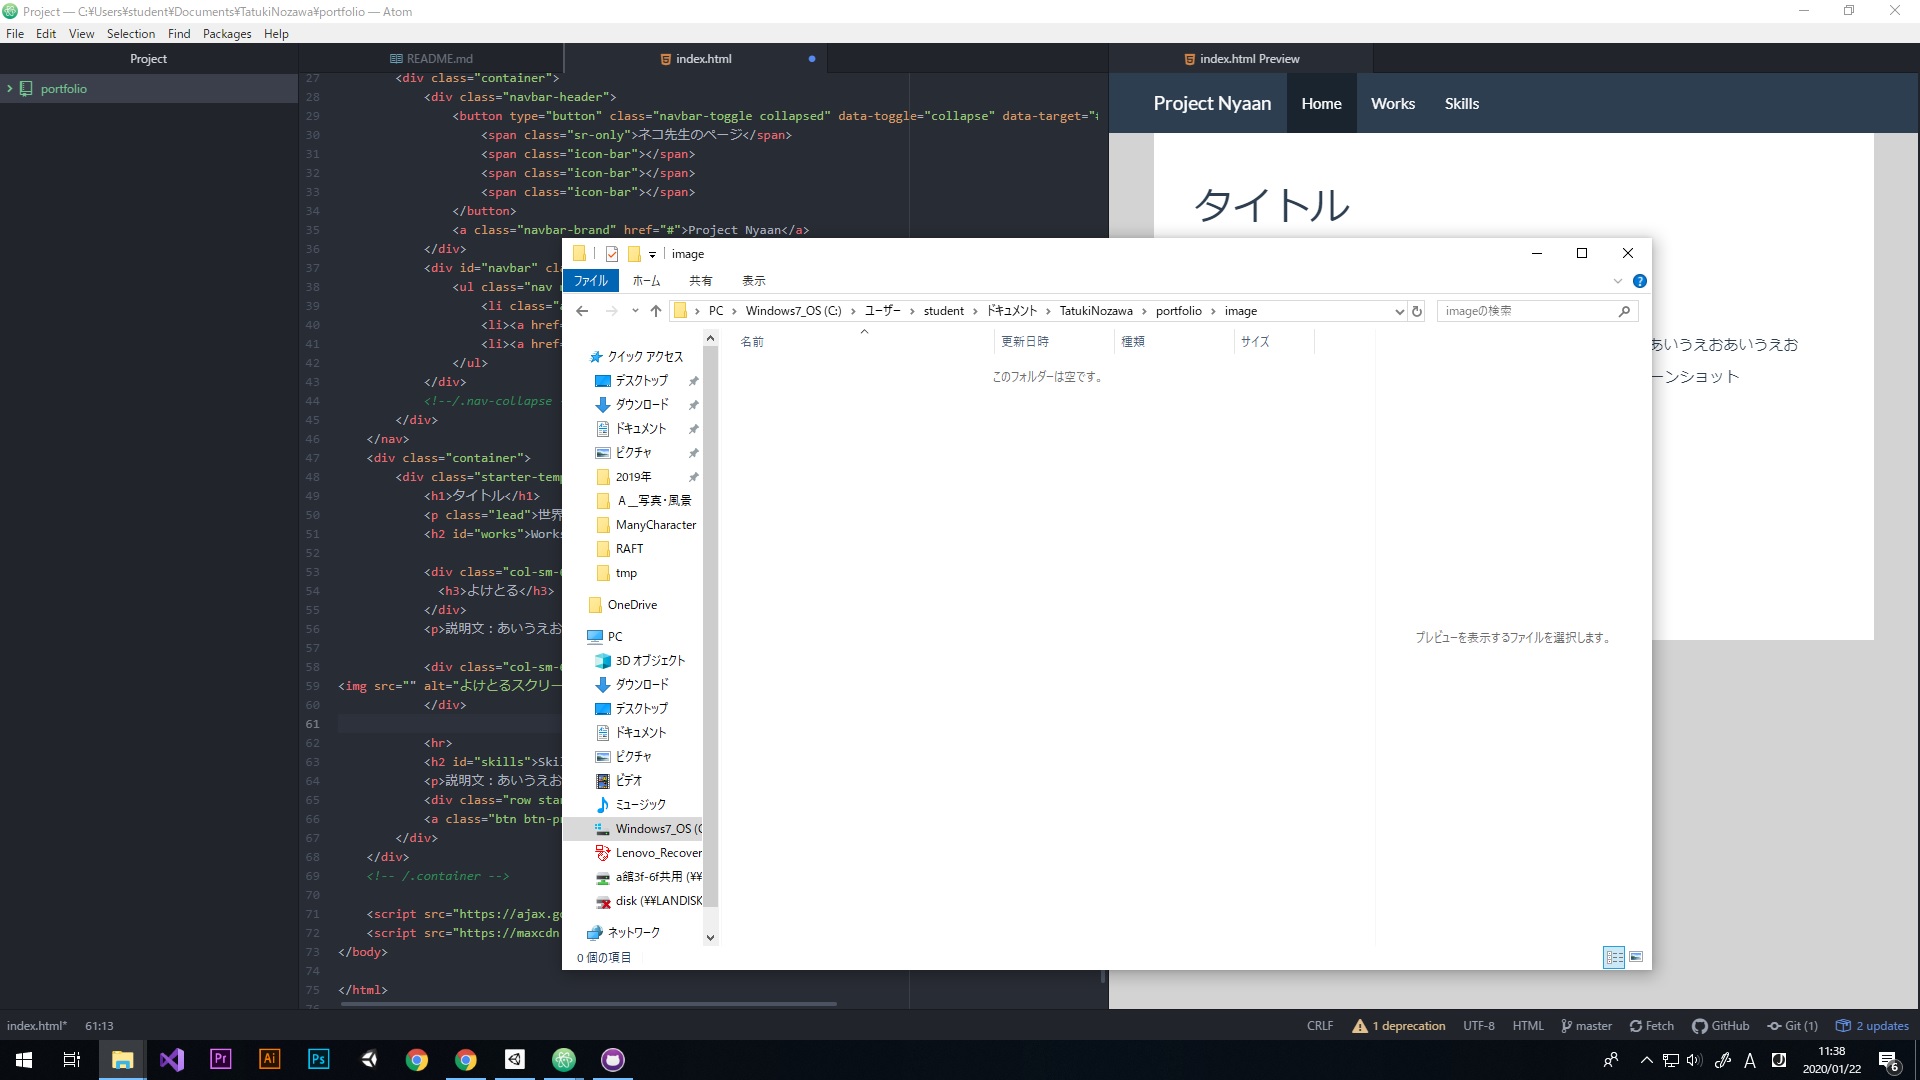 Project — C:¥Users¥student¥Documents¥TatukiNozawa¥portfolio — Atom
File Edit View Selection Find Packages Help
Project
README.md
index.html
index.html Preview
portfolio
27 <div class="container">
28 <div class="navbar-header">
29 <button type="button" class="navbar-toggle collapsed" data-toggle="collapse" data-target="#
30 <span class="sr-only">ネコ先生のページ</span>
31 <span class="icon-bar"></span>
32 <span class="icon-bar"></span>
33 <span class="icon-bar"></span>
34 </button>
35 <a class="navbar-brand" href="#">Project Nyaan</a>
36 </div>
37 <div id="navbar" cl
38 <ul class="nav n
39 <li class="a
40 <li><a href=
41 <li><a href=
42 </ul>
43 </div>
44 <!--/.nav-collapse
45 </div>
46 </nav>
47 <div class="container">
48 <div class="starter-temp
49 <h1>タイトル</h1>
50 <p class="lead">世界
51 <h2 id="works">Works
52
53 <div class="col-sm-6
54 <h3>よけとる</h3>
55 </div>
56 <p>説明文：あいうえお
57
58 <div class="col-sm-6
59 <img src="" alt="よけとるスクリー
60 </div>
61
62 <hr>
63 <h2 id="skills">Skil
64 <p>説明文：あいうえお
65 <div class="row star
66 <a class="btn btn-pr
67 </div>
68 </div>
69 <!-- /.container -->
70
71 <script src="https://ajax.go
72 <script src="https://maxcdn
73 </body>
74
75 </html>
Project Nyaan Home Works Skills
タイトル
あいうえおあいうえお
ーンショット
image
ファイル ホーム 共有 表示
PC › Windows7_OS (C:) › ユーザー › student › ドキュメント › TatukiNozawa › portfolio › image
imageの検索
名前 更新日時 種類 サイズ
このフォルダーは空です。
クイック アクセス
デスクトップ
ダウンロード
ドキュメント
ピクチャ
2019年
A__写真・風景
ManyCharacter
RAFT
tmp
OneDrive
PC
3D オブジェクト
ダウンロード
デスクトップ
ドキュメント
ピクチャ
ビデオ
ミュージック
Windows7_OS (C
Lenovo_Recover
a館3f-6f共用 (¥¥
disk (¥¥LANDISK
ネットワーク
プレビューを表示するファイルを選択します。
0 個の項目
index.html* 61:13
CRLF 1 deprecation UTF-8 HTML master Fetch GitHub Git (1) 2 updates
Pr Ai Ps
A
11:38
2020/01/22
6